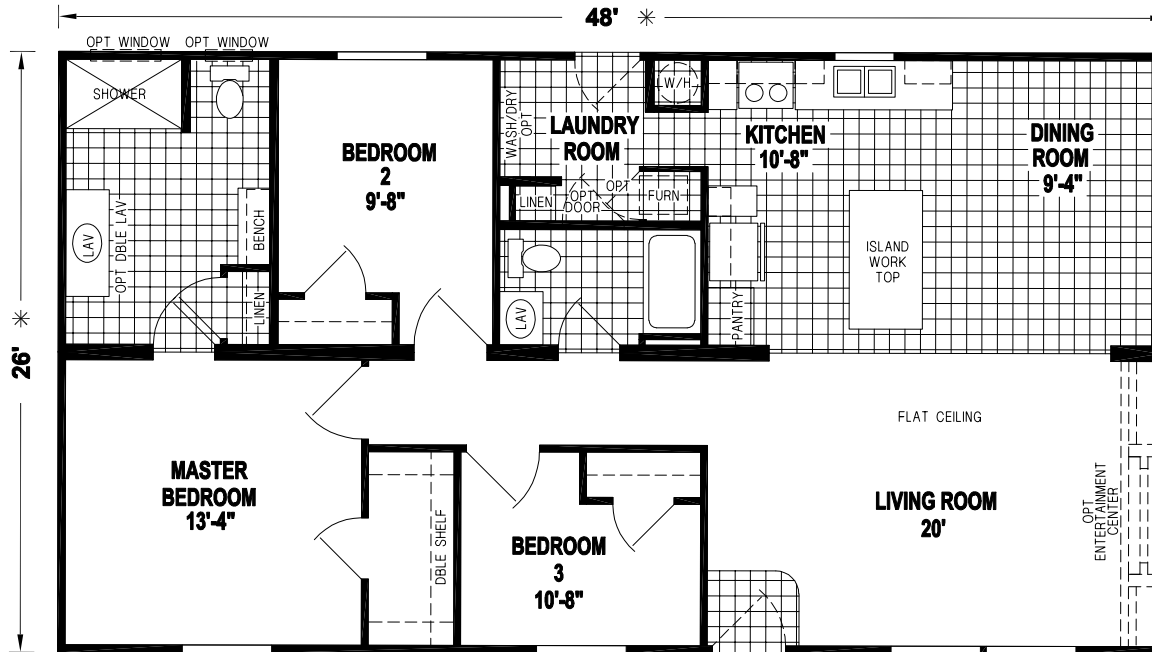 48' ✳
OPT WINDOW
OPT WINDOW
SHOWER
BEDROOM
2
9'-8"
WASH/DRY
OPT
LAUNDRY
ROOM
W/H
KITCHEN
10'-8"
DINING
ROOM
9'-4"
LAV
OPT DBLE LAV
BENCH
LINEN
LINEN
OPT
DOOR
OPT
FURN
LAV
PANTRY
ISLAND
WORK
TOP
26' ✳
FLAT CEILING
MASTER
BEDROOM
13'-4"
DBLE SHELF
BEDROOM
3
10'-8"
LIVING ROOM
20'
OPT
ENTERTAINMENT
CENTER